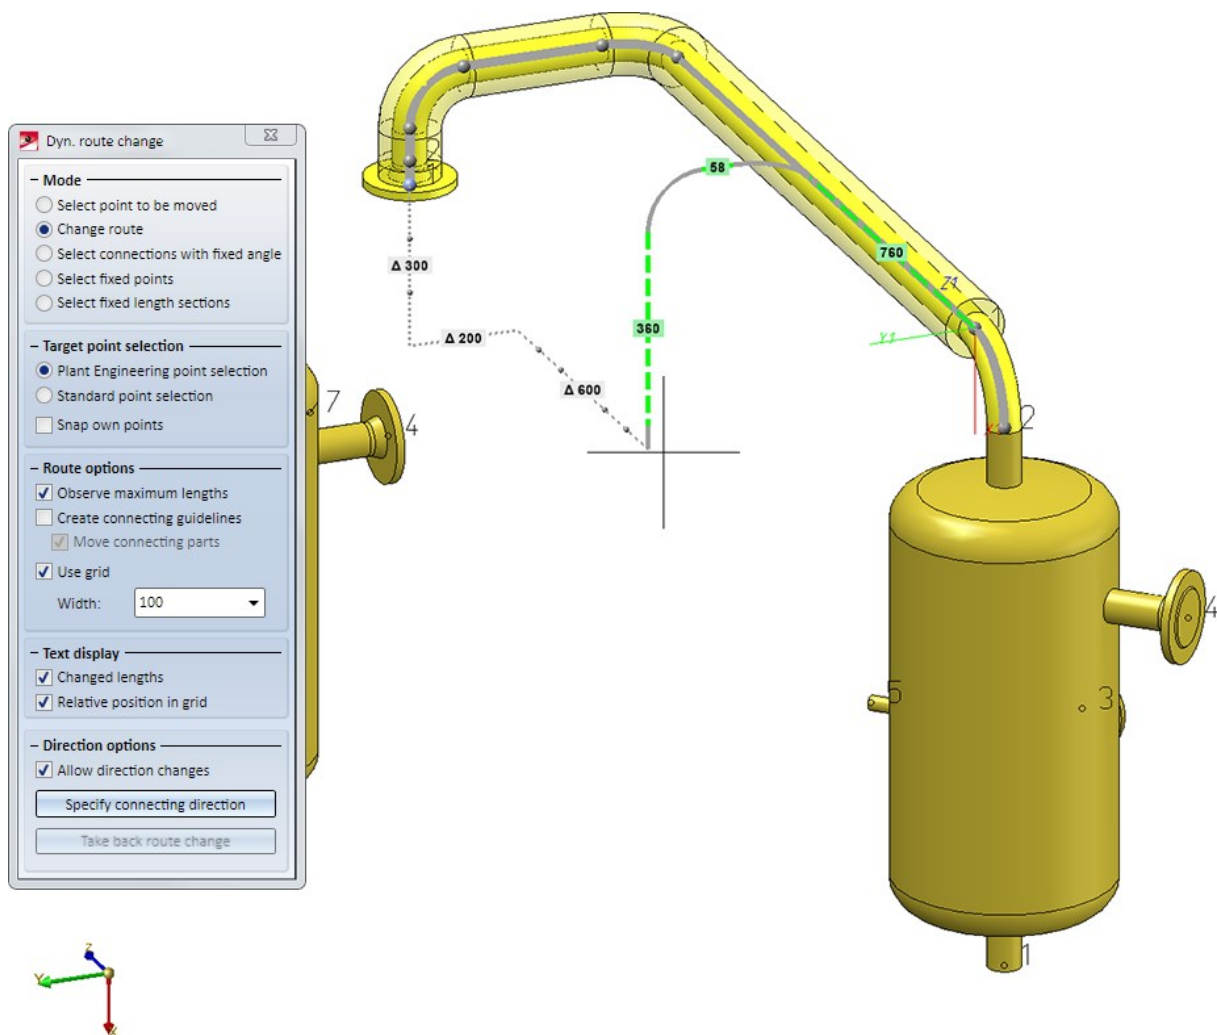 Dyn. route change
Mode
Select point to be moved
Change route
Select connections with fixed angle
Select fixed points
Select fixed length sections
Target point selection
Plant Engineering point selection
Standard point selection
Snap own points
Route options
Observe maximum lengths
Create connecting guidelines
Move connecting parts
Use grid
Width: 100
Text display
Changed lengths
Relative position in grid
Direction options
Allow direction changes
Specify connecting direction
Take back route change
58
Δ 300
760
Z1
360
Δ 200
Y1
Δ 600
7
4
2
4
5
3
1
Z
Y
X